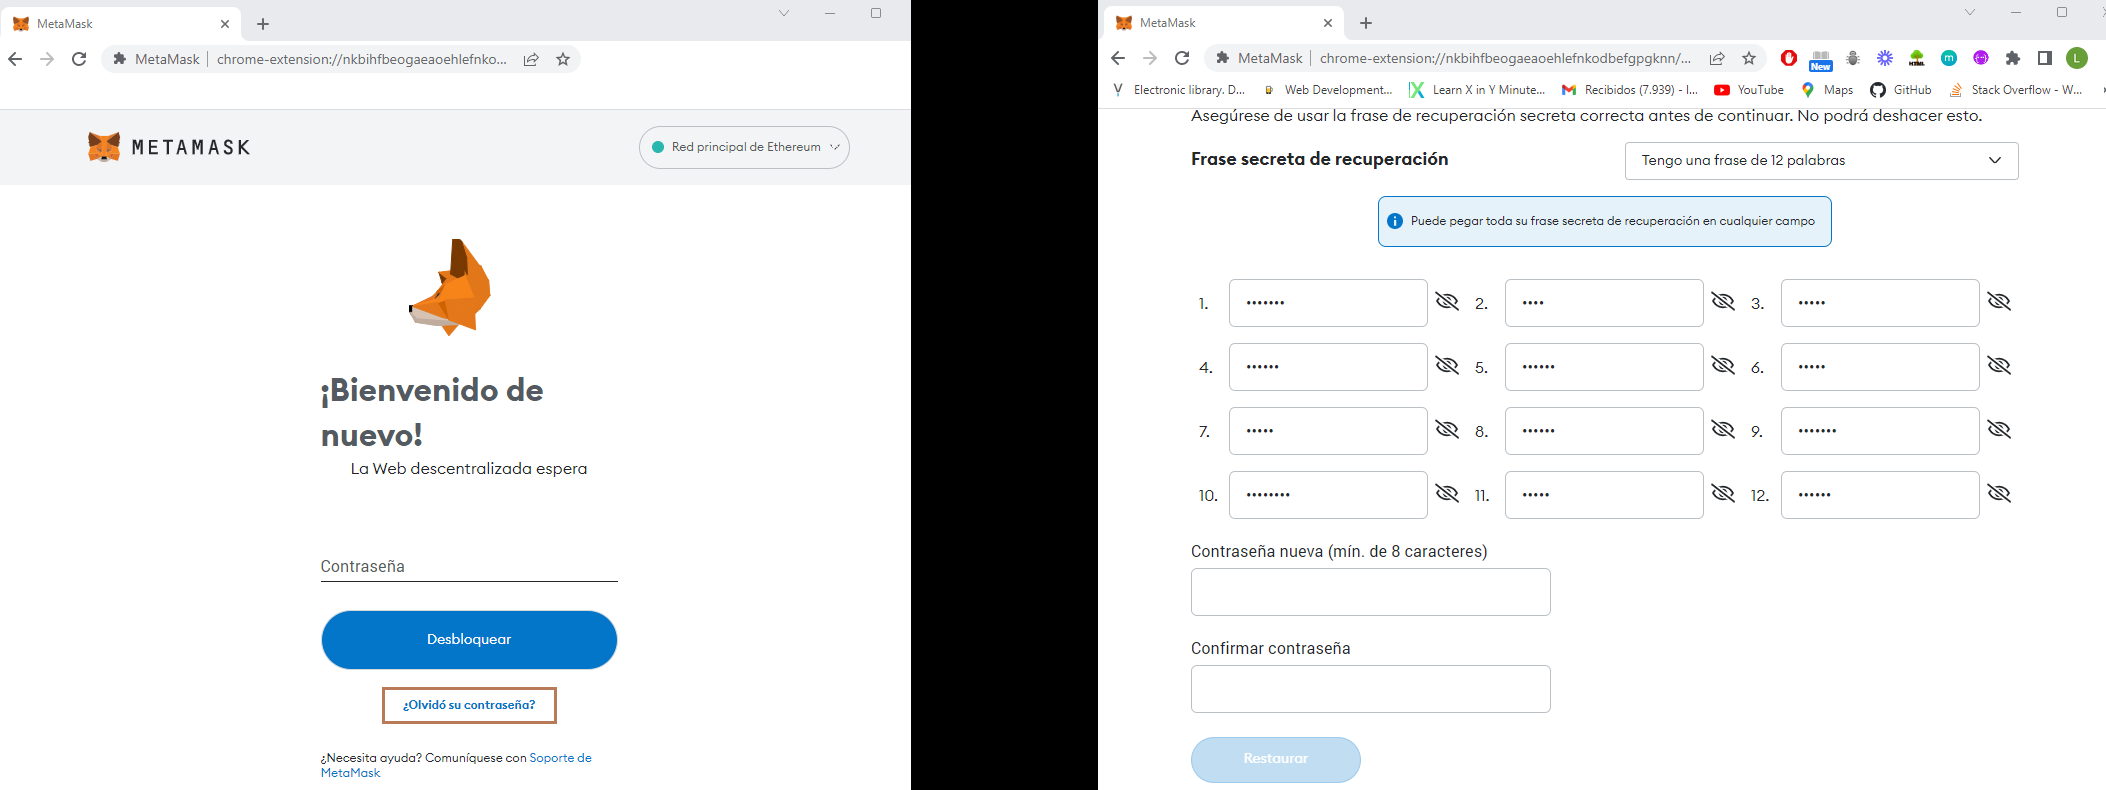 MetaMask
MetaMask
chrome-extension://nkbihfbeogaeaoehlefnko...
METAMASK
Red principal de Ethereum
¡Bienvenido de
nuevo!
La Web descentralizada espera
Contraseña
Desbloquear
¿Olvidó su contraseña?
¿Necesita ayuda? Comuníquese con Soporte de
MetaMask
MetaMask
MetaMask
chrome-extension://nkbihfbeogaeaoehlefnkodbefgpgknn/...
New
HTML
m
L
Electronic library. D...
Web Development...
Learn X in Y Minute...
Recibidos (7.939) - l...
YouTube
Maps
GitHub
Stack Overflow - W...
Asegúrese de usar la frase de recuperación secreta correcta antes de continuar. No podrá deshacer esto.
Frase secreta de recuperación
Tengo una frase de 12 palabras
Puede pegar toda su frase secreta de recuperación en cualquier campo
1. •••••••
2. ••••
3. •••••
4. ••••••
5. ••••••
6. •••••
7. •••••
8. ••••••
9. •••••••
10. ••••••••
11. •••••
12. ••••••
Contraseña nueva (mín. de 8 caracteres)
Confirmar contraseña
Restaurar